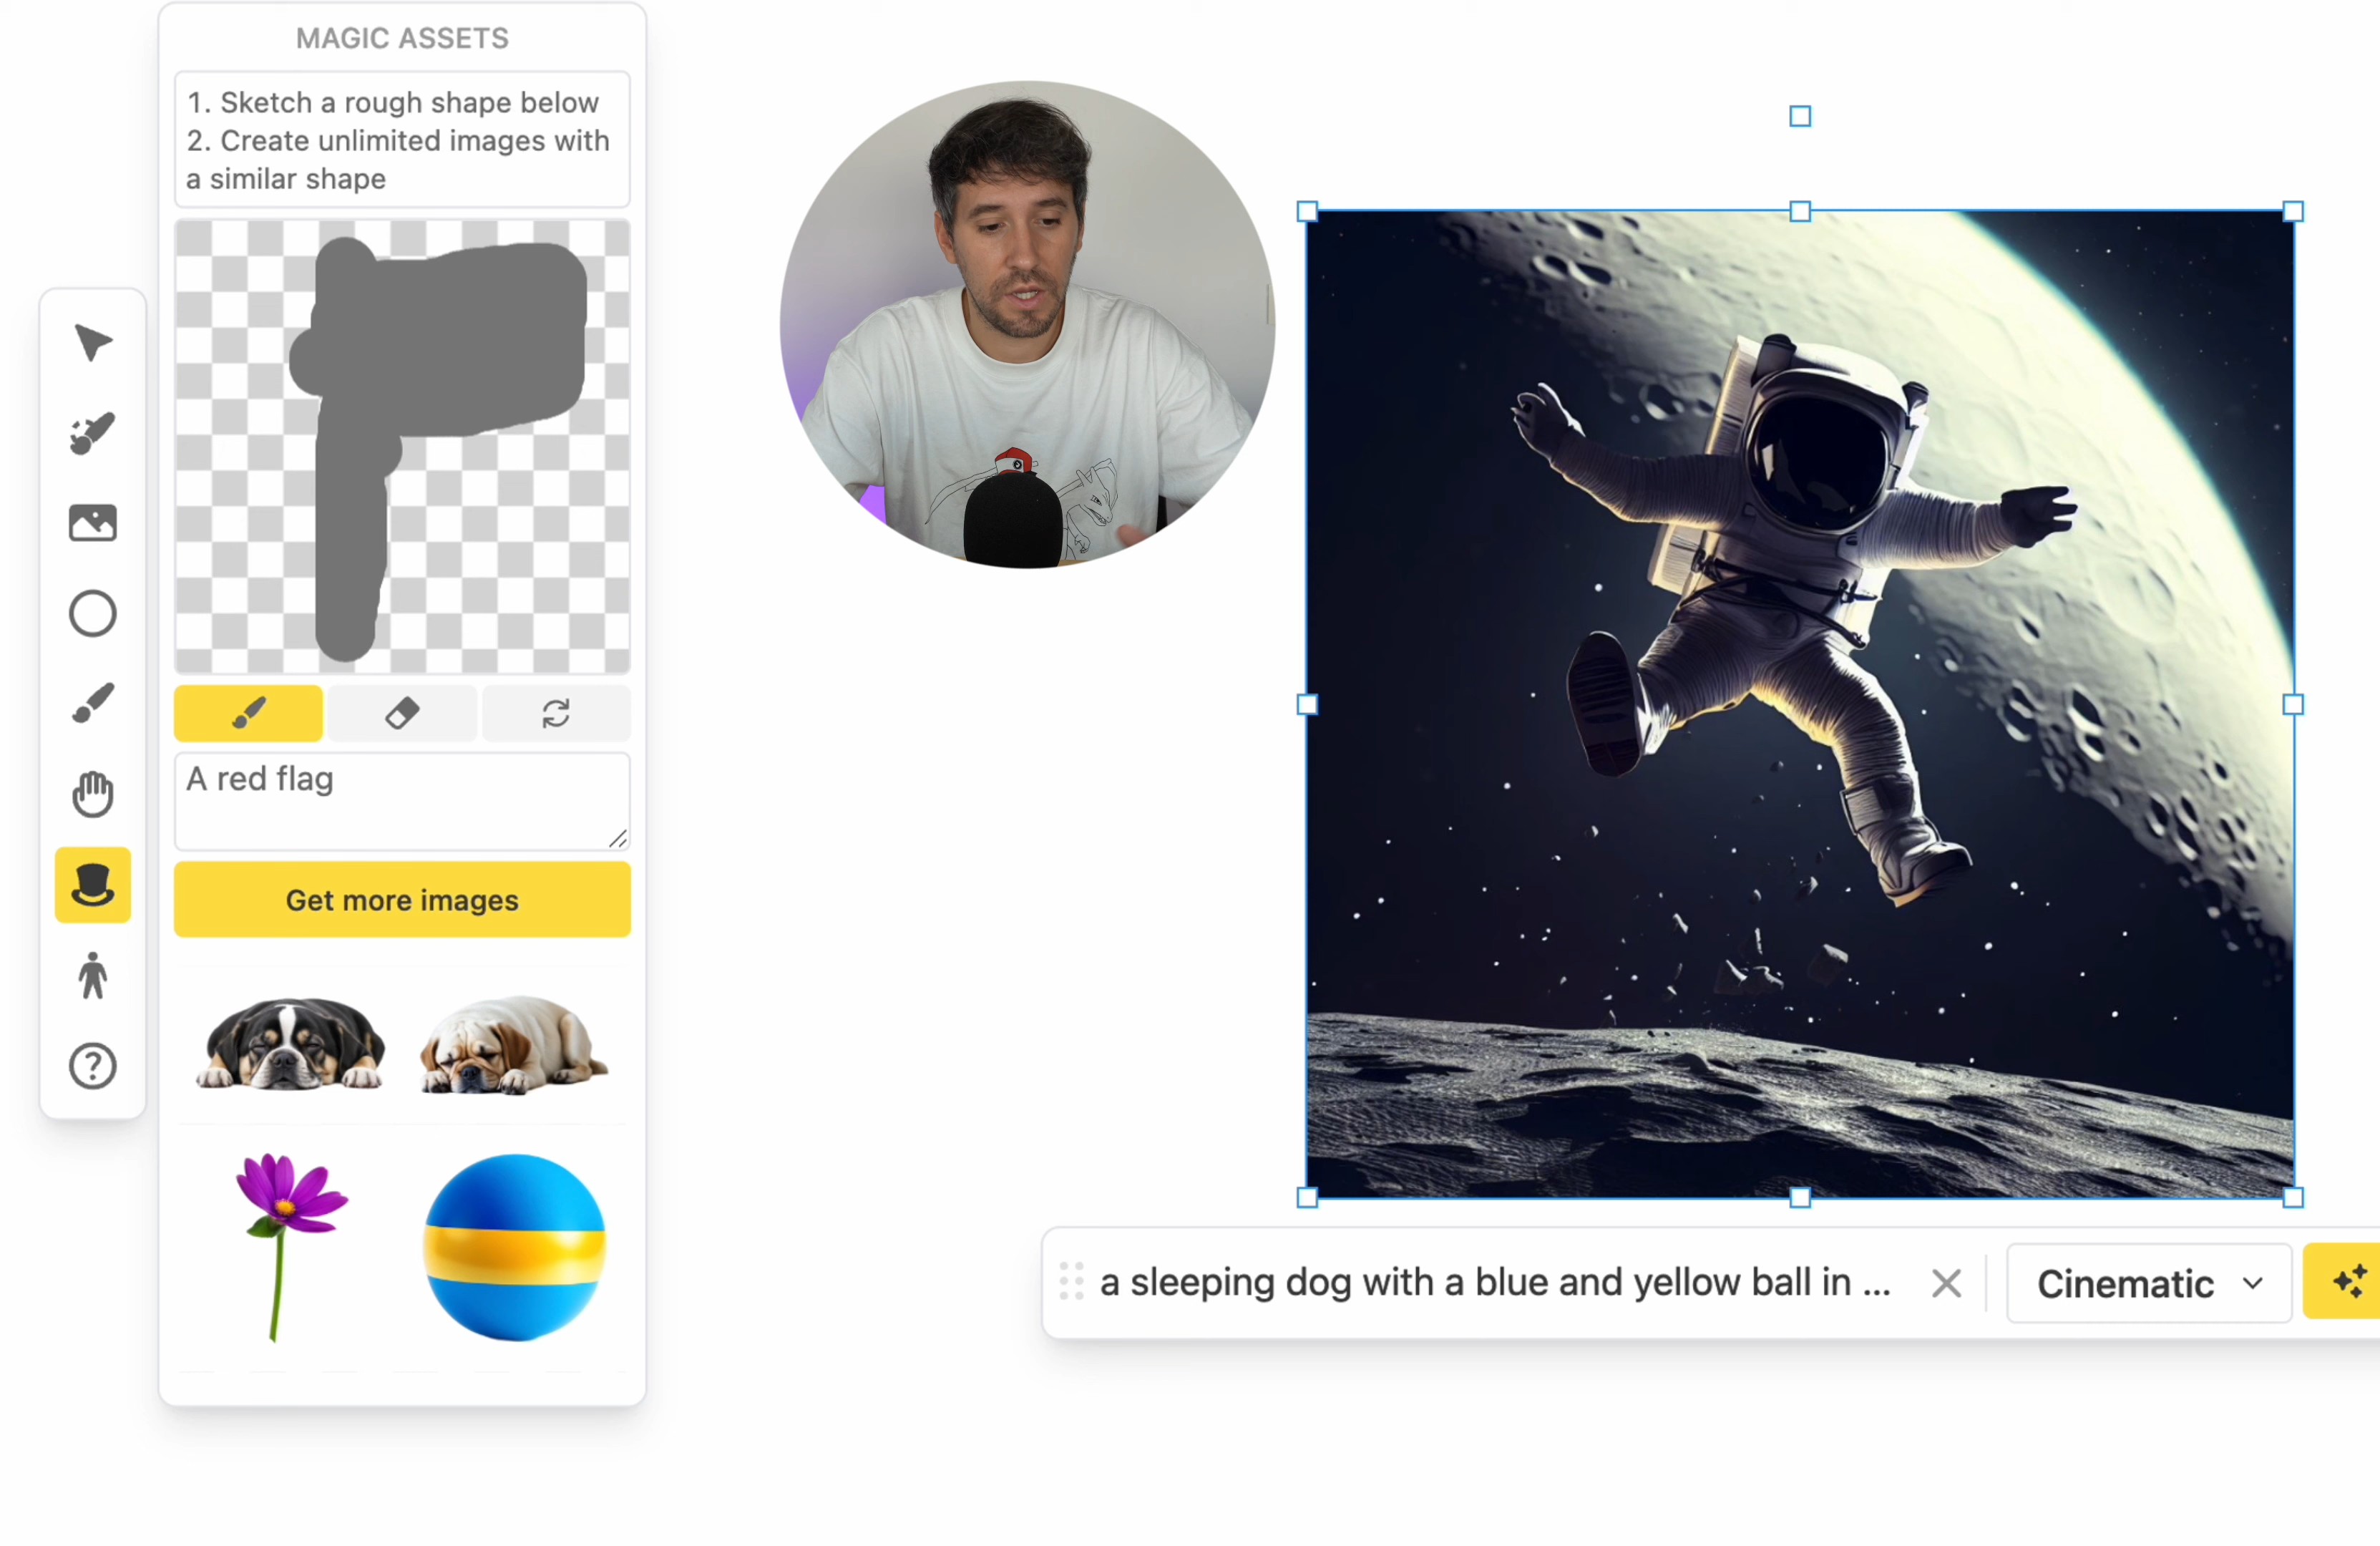 MAGIC ASSETS
1. Sketch a rough shape below
2. Create unlimited images with
a similar shape
A red flag
Get more images
a sleeping dog with a blue and yellow ball in ...
Cinematic